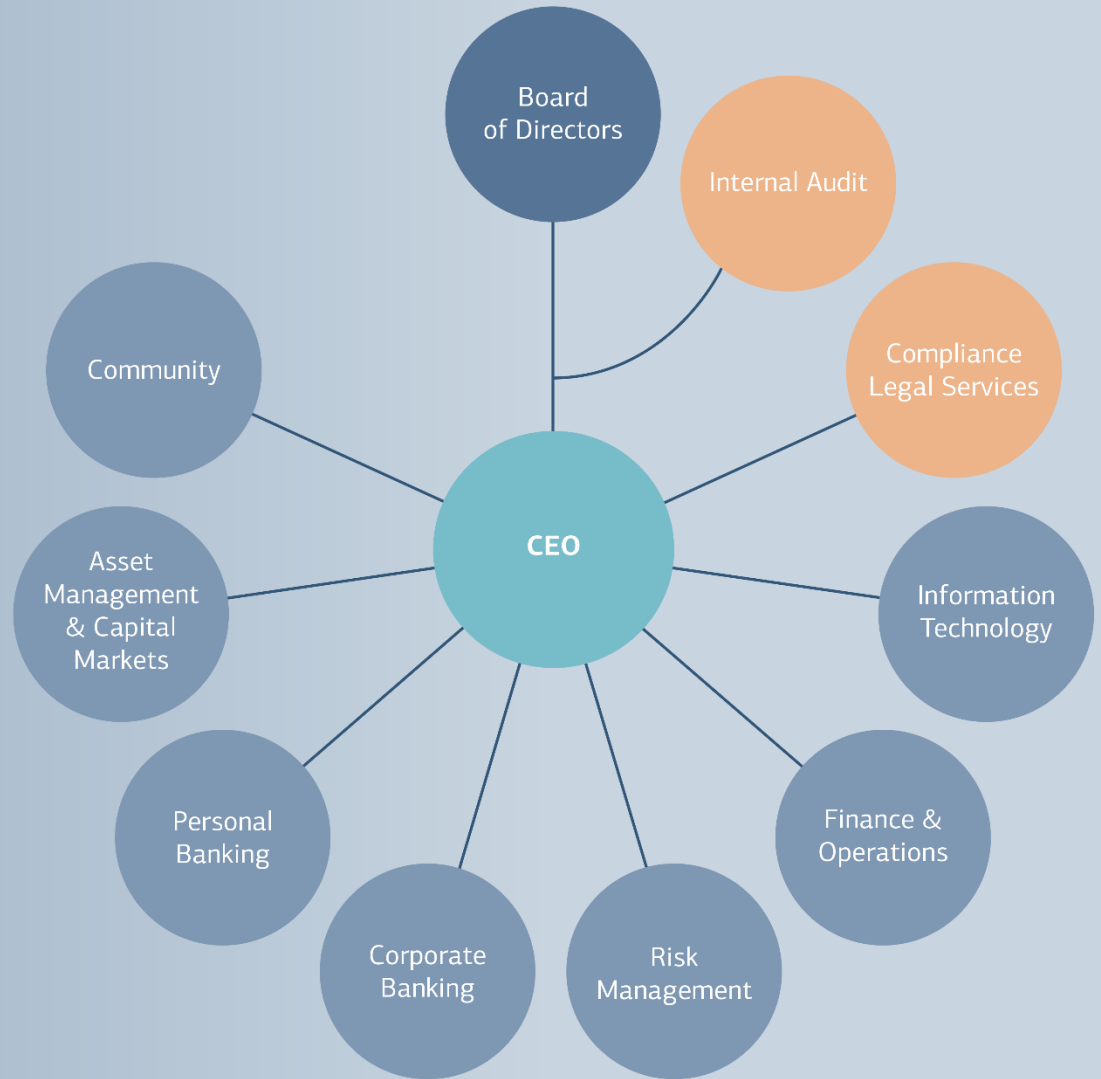 Board
of Directors
Internal Audit
Compliance
Legal Services
Community
CEO
Asset
Management
& Capital
Markets
Information
Technology
Personal
Banking
Finance &
Operations
Corporate
Banking
Risk
Management